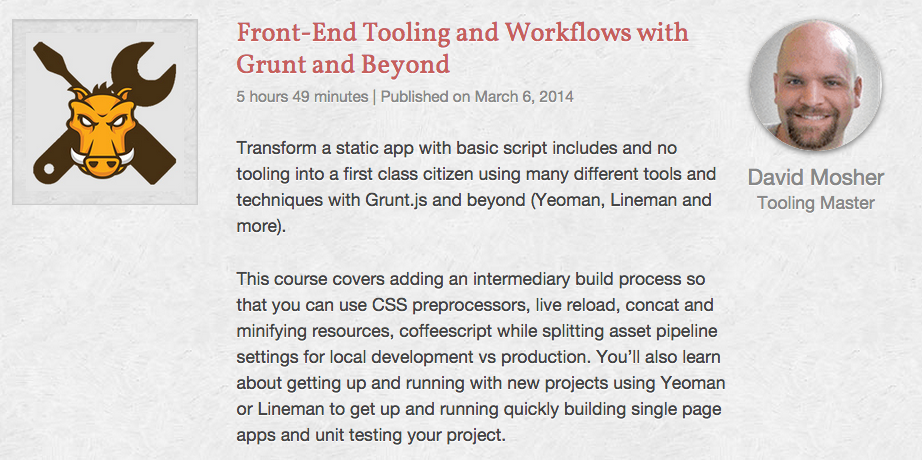 Front-End Tooling and Workflows with
Grunt and Beyond
5 hours 49 minutes | Published on March 6, 2014
Transform a static app with basic script includes and no
tooling into a first class citizen using many different tools and
techniques with Grunt.js and beyond (Yeoman, Lineman and
more).
This course covers adding an intermediary build process so
that you can use CSS preprocessors, live reload, concat and
minifying resources, coffeescript while splitting asset pipeline
settings for local development vs production. You’ll also learn
about getting up and running with new projects using Yeoman
or Lineman to get up and running quickly building single page
apps and unit testing your project.
David Mosher
Tooling Master